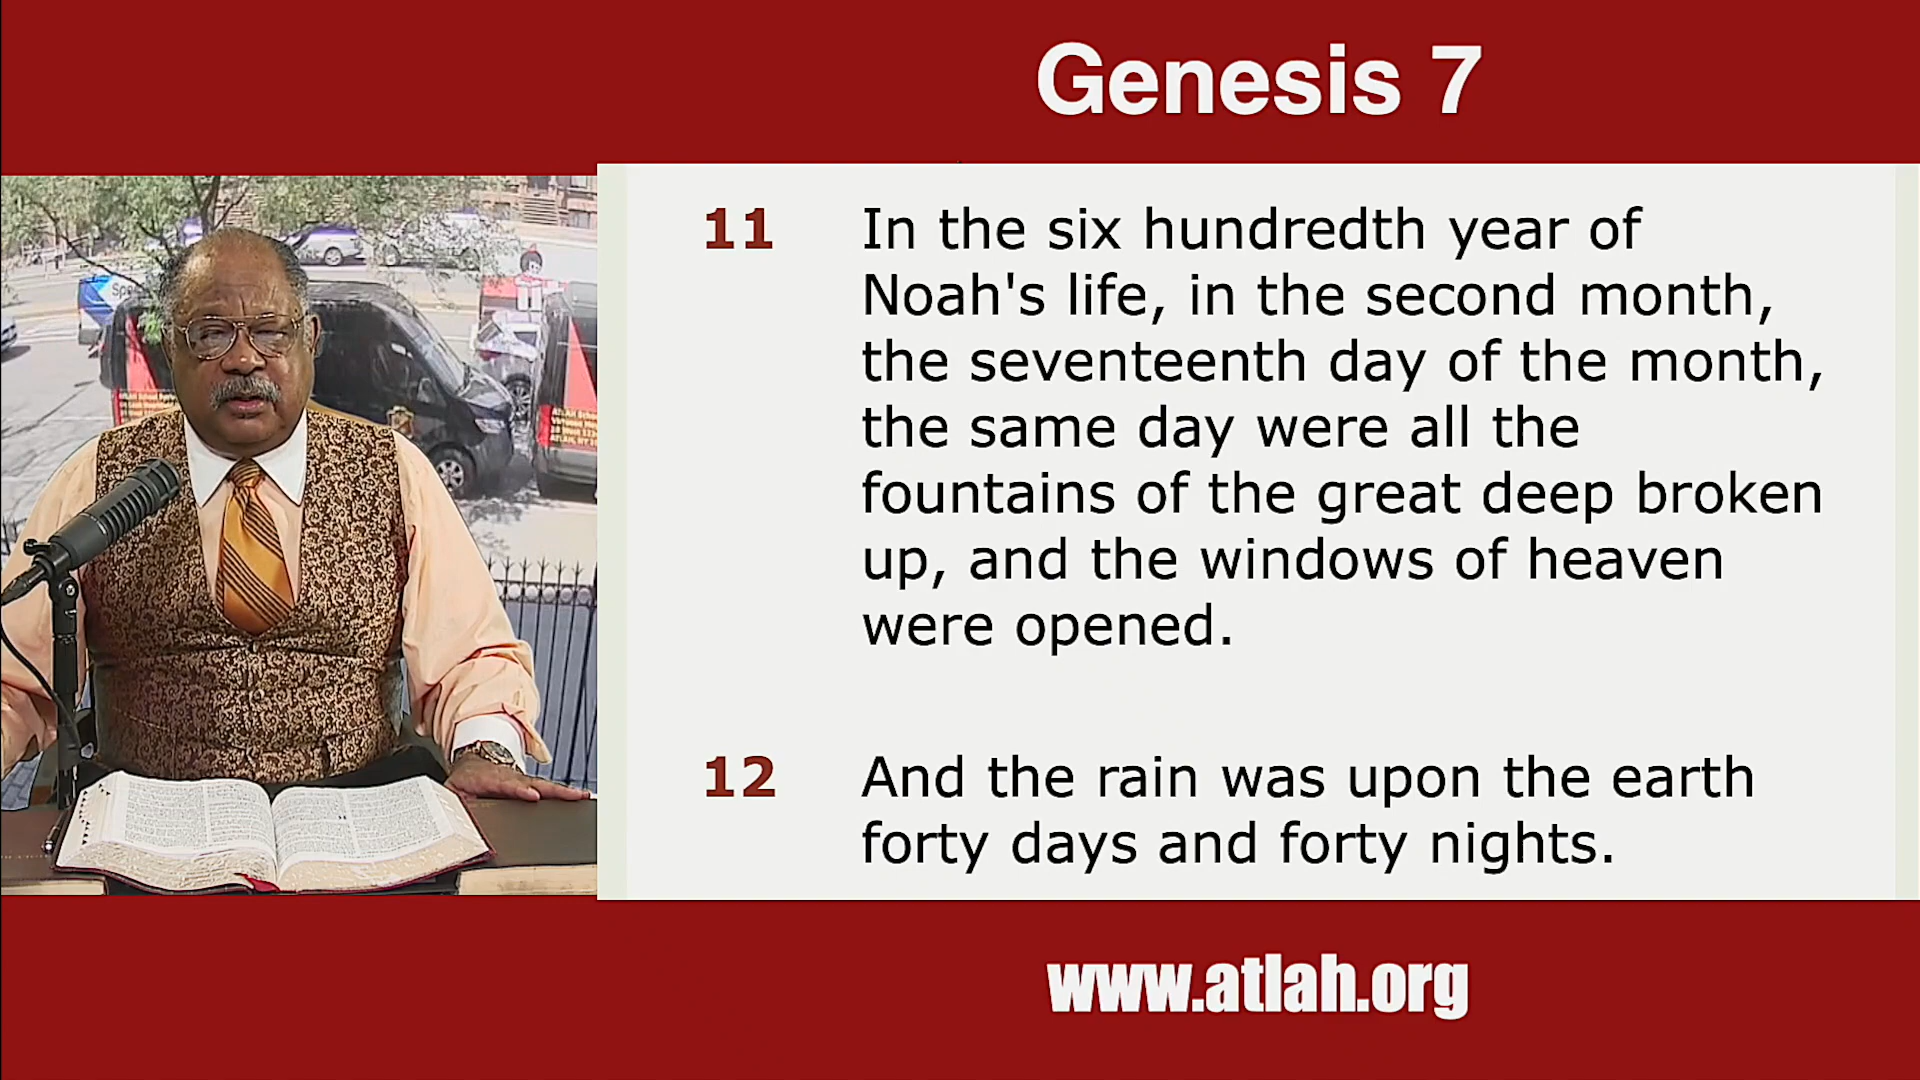 Genesis 7
11 In the six hundredth year of
Noah's life, in the second month,
the seventeenth day of the month,
the same day were all the
fountains of the great deep broken
up, and the windows of heaven
were opened.
12 And the rain was upon the earth
forty days and forty nights.
www.atlah.org